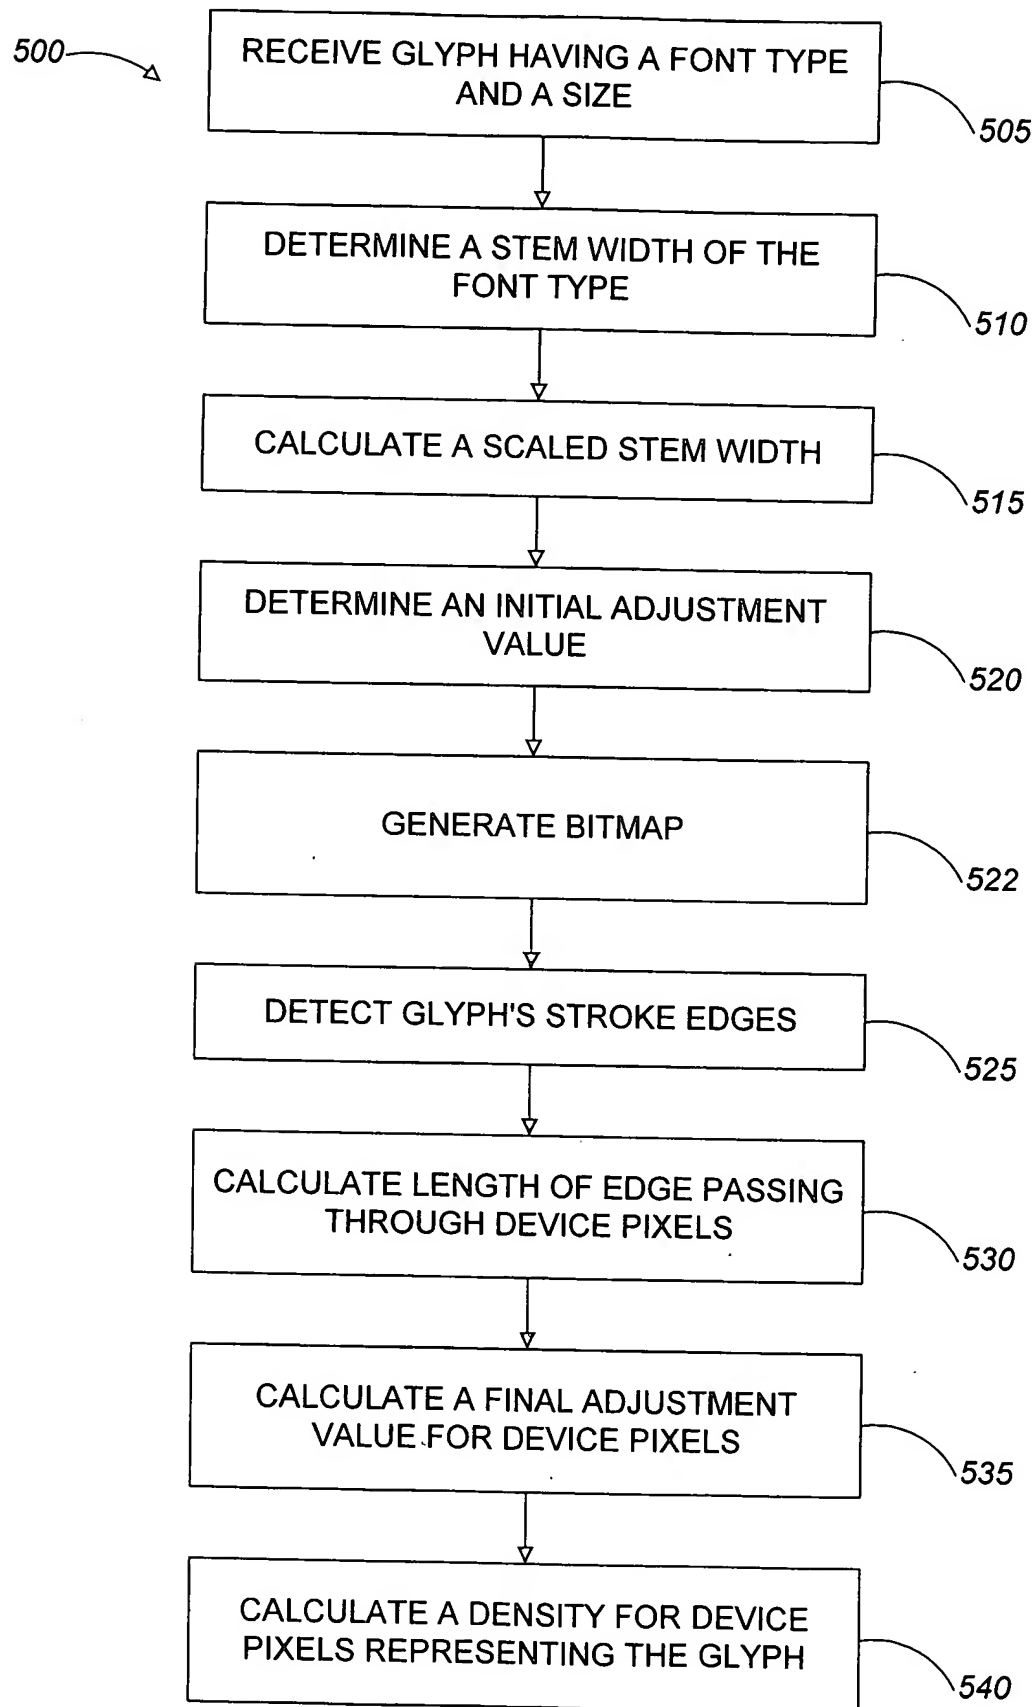 500
RECEIVE GLYPH HAVING A FONT TYPE
AND A SIZE
505
DETERMINE A STEM WIDTH OF THE
FONT TYPE
510
CALCULATE A SCALED STEM WIDTH
515
DETERMINE AN INITIAL ADJUSTMENT
VALUE
520
GENERATE BITMAP
522
DETECT GLYPH'S STROKE EDGES
525
CALCULATE LENGTH OF EDGE PASSING
THROUGH DEVICE PIXELS
530
CALCULATE A FINAL ADJUSTMENT
VALUE FOR DEVICE PIXELS
535
CALCULATE A DENSITY FOR DEVICE
PIXELS REPRESENTING THE GLYPH
540